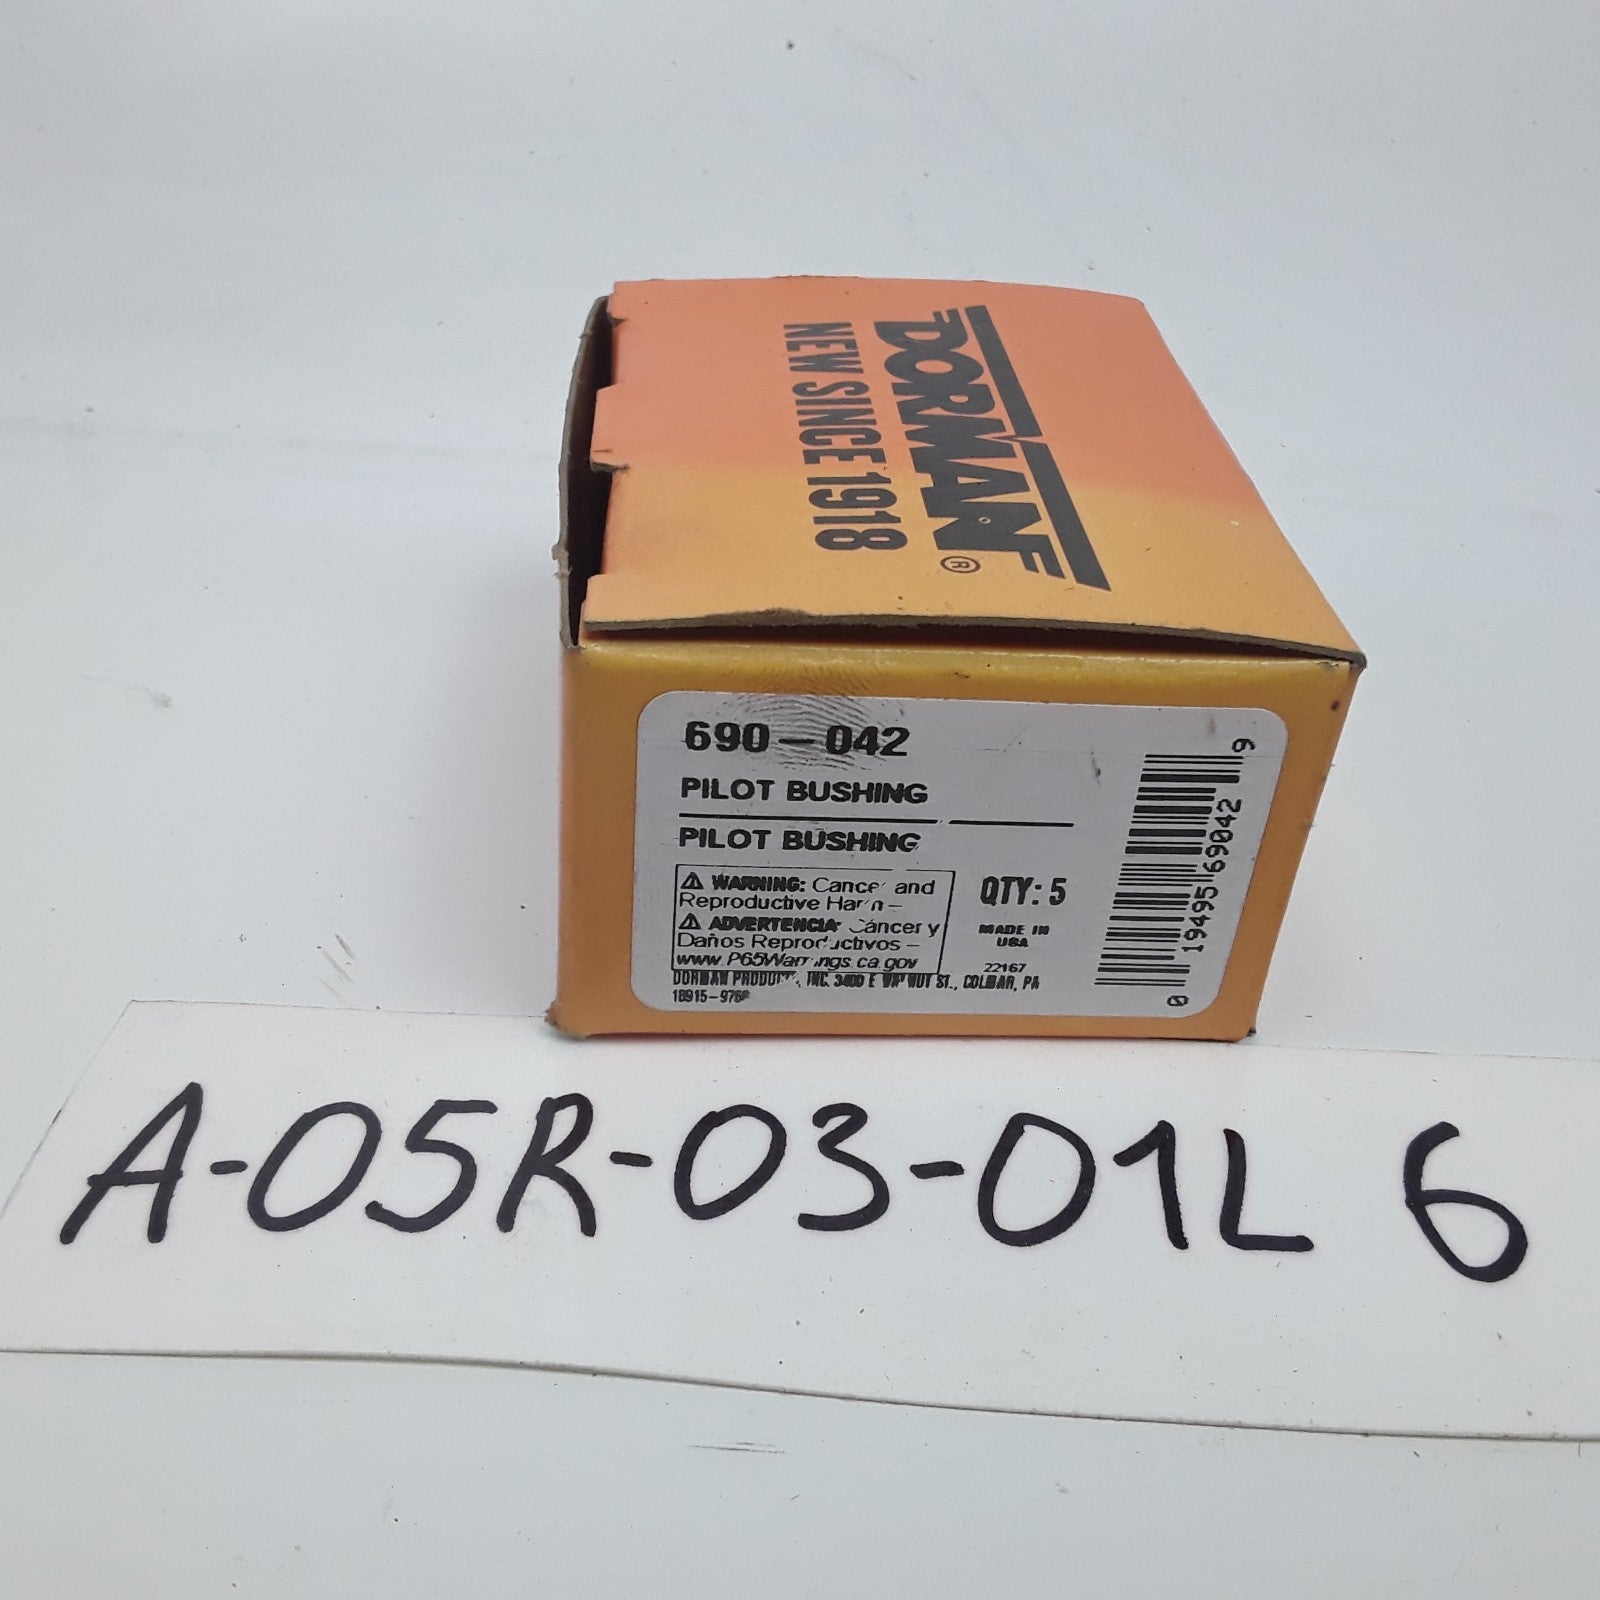 DORMAN®
NEW SINCE 1918
690-042
PILOT BUSHING
PILOT BUSHING
⚠ WARNING: Cancer and
Reproductive Harm –
⚠ ADVERTENCIA: Cáncer y
Daños Reproductivos –
www.P65Warnings.ca.gov
QTY: 5
MADE IN
USA
22167
DORMAN PRODUCTS, INC. 3400 E WALNUT ST., COLMAR, PA
0 19495 69042 9
A-05R-03-01L 6